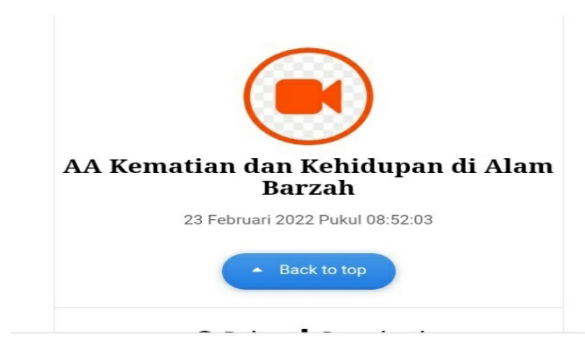 AA Kematian dan Kehidupan di Alam
Barzah
23 Februari 2022 Pukul 08:52:03
Back to top